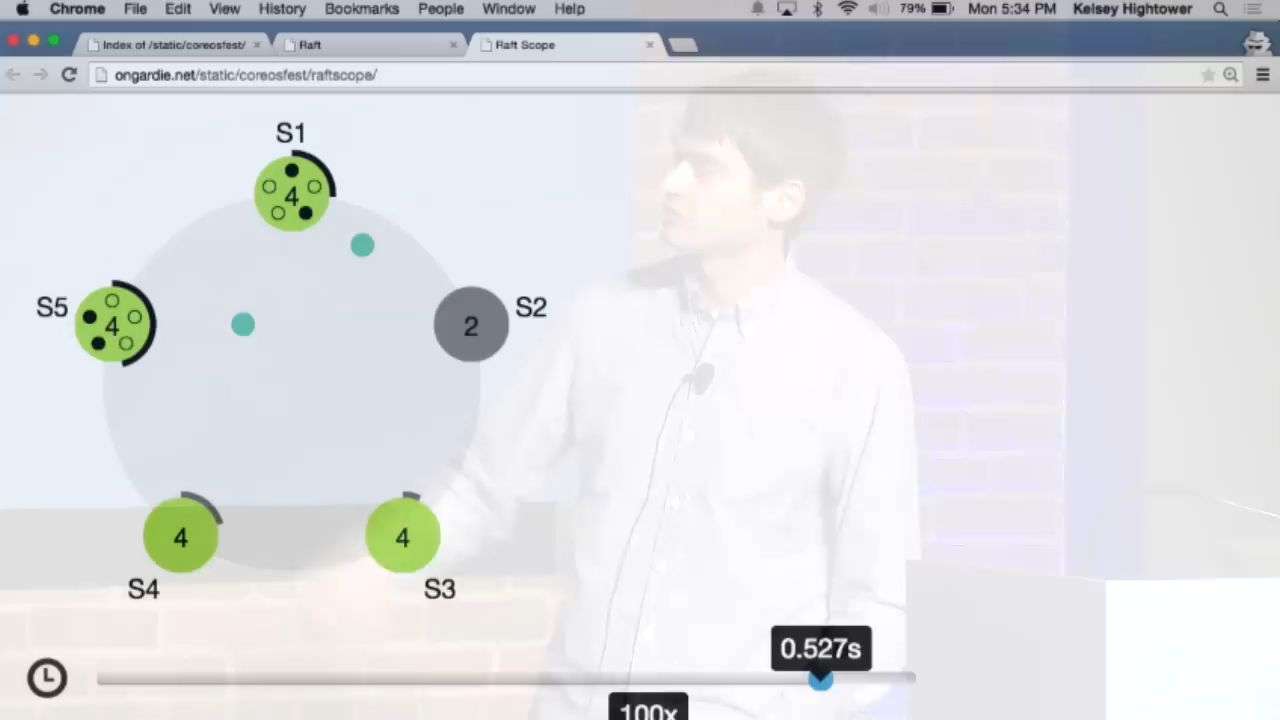 Chrome File Edit View History Bookmarks People Window Help 79% Mon 5:34 PM Kelsey Hightower
Index of /static/coreosfest/ Raft Raft Scope
ongardie.net/static/coreosfest/raftscope/
S1
4
S5
4
2
S2
4
S4
4
S3
0.527s
100x